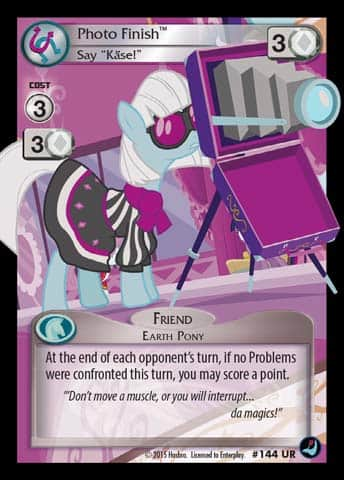 Photo Finish™
Say “Käse!”
3
COST
3
3
FRIEND
EARTH PONY
At the end of each opponent's turn, if no Problems
were confronted this turn, you may score a point.
“'Don't move a muscle, or you will interrupt...
da magics!”
©2015 Hasbro. Licensed to Enterplay.
#144 UR